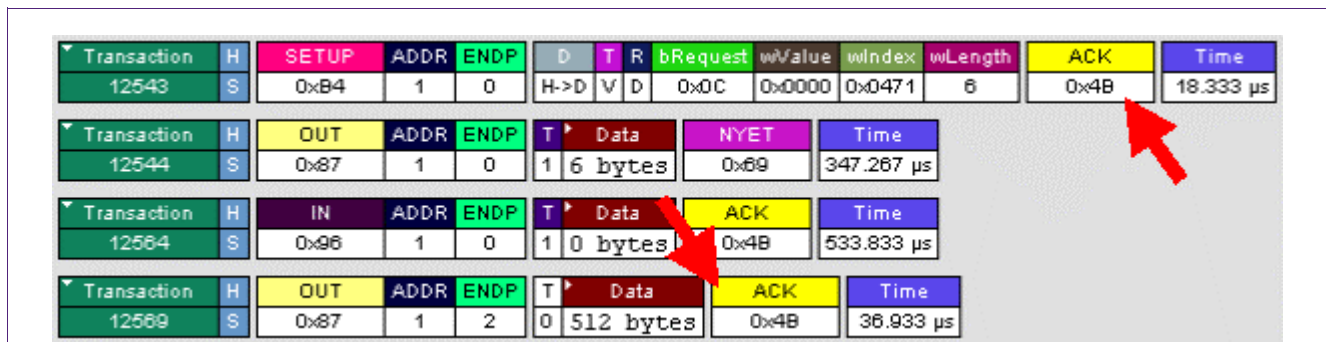 Transaction H SETUP ADDR ENDP D T R bRequest wValue wIndex wLength ACK Time
12543 S 0xB4 1 0 H->D V D 0x0C 0x0000 0x0471 6 0x4B 18.333 µs
Transaction H OUT ADDR ENDP T Data NYET Time
12544 S 0x87 1 0 1 6 bytes 0x69 347.267 µs
Transaction H IN ADDR ENDP T Data ACK Time
12564 S 0x96 1 0 1 0 bytes 0x4B 533.833 µs
Transaction H OUT ADDR ENDP T Data ACK Time
12569 S 0x87 1 2 0 512 bytes 0x4B 36.933 µs